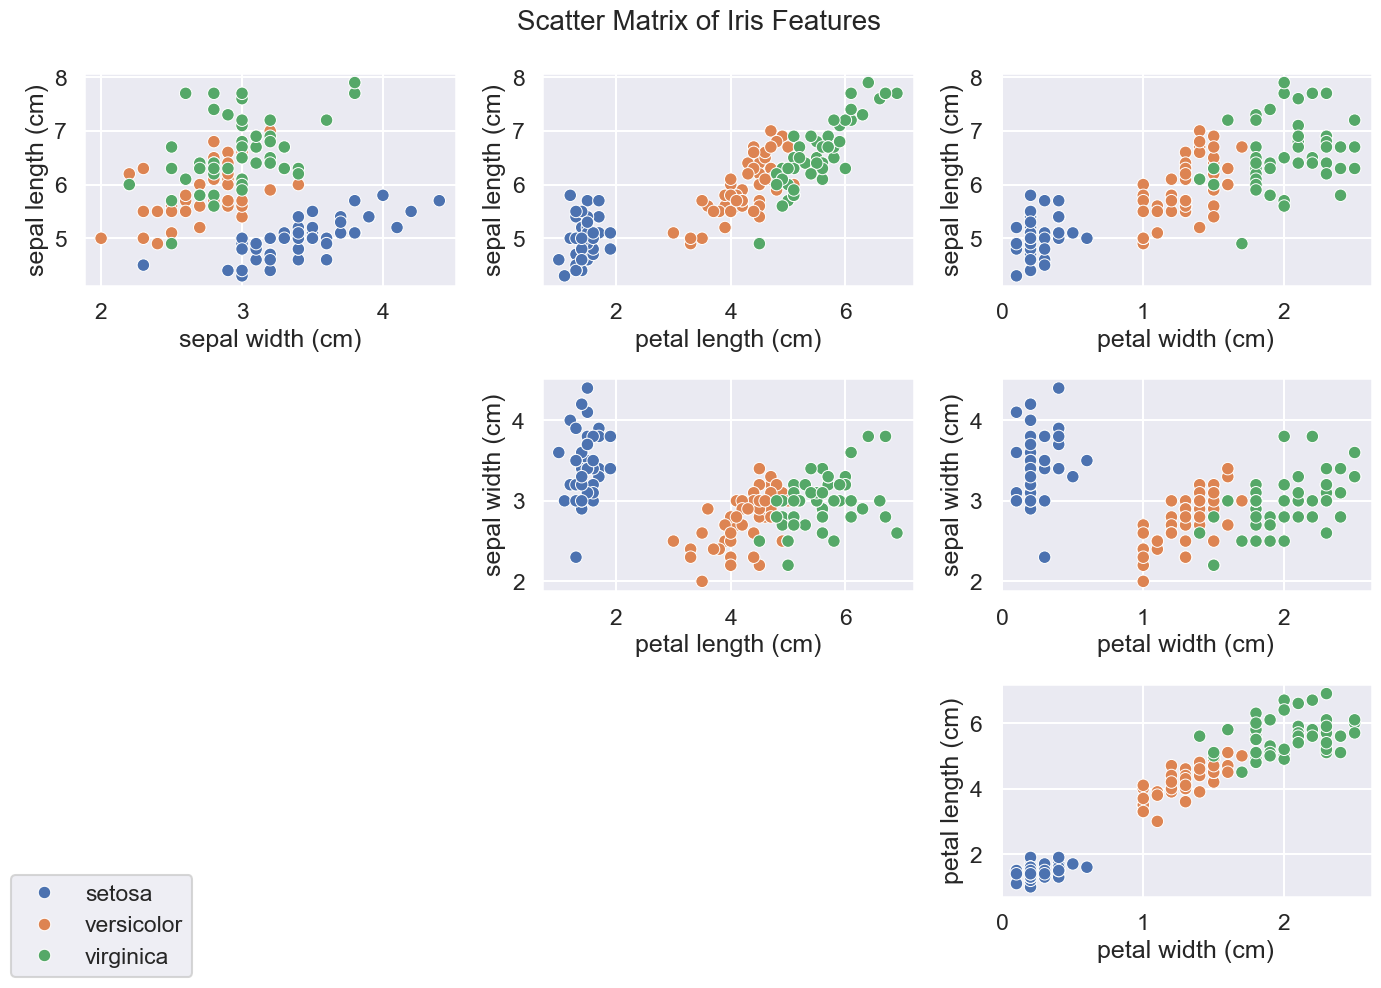 Scatter Matrix of Iris Features
8
7
6
5
sepal length (cm)
2 3 4
sepal width (cm)
8
7
6
5
sepal length (cm)
2 4 6
petal length (cm)
8
7
6
5
sepal length (cm)
0 1 2
petal width (cm)
4
3
2
sepal width (cm)
2 4 6
petal length (cm)
4
3
2
sepal width (cm)
0 1 2
petal width (cm)
6
4
2
petal length (cm)
0 1 2
petal width (cm)
setosa
versicolor
virginica